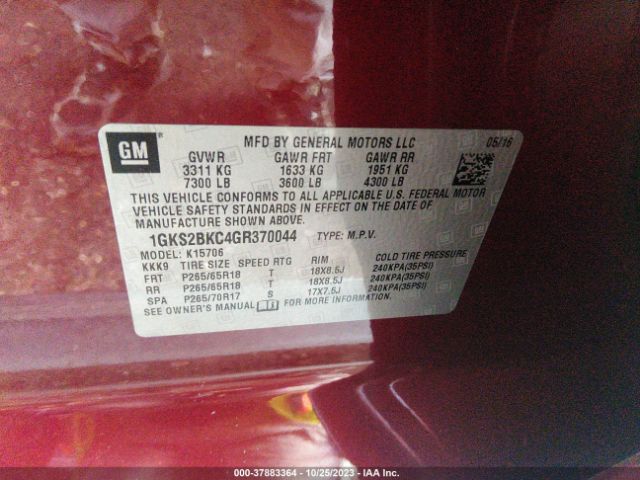 GM ®
MFD BY GENERAL MOTORS LLC 05/16
GVWR GAWR FRT GAWR RR
3311 KG 1633 KG 1951 KG
7300 LB 3600 LB 4300 LB
THIS VEHICLE CONFORMS TO ALL APPLICABLE U.S. FEDERAL MOTOR
VEHICLE SAFETY STANDARDS IN EFFECT ON THE DATE OF
MANUFACTURE SHOWN ABOVE.
1GKS2BKC4GR370044 TYPE: M.P.V.
MODEL: K15706
KKK9 TIRE SIZE SPEED RTG RIM COLD TIRE PRESSURE
FRT P265/65R18 T 18X8.5J 240KPA(35PSI)
RR P265/65R18 T 18X8.5J 240KPA(35PSI)
SPA P265/70R17 S 17X7.5J 240KPA(35PSI)
SEE OWNER'S MANUAL
000-37883364 - 10/25/2023 - IAA Inc.